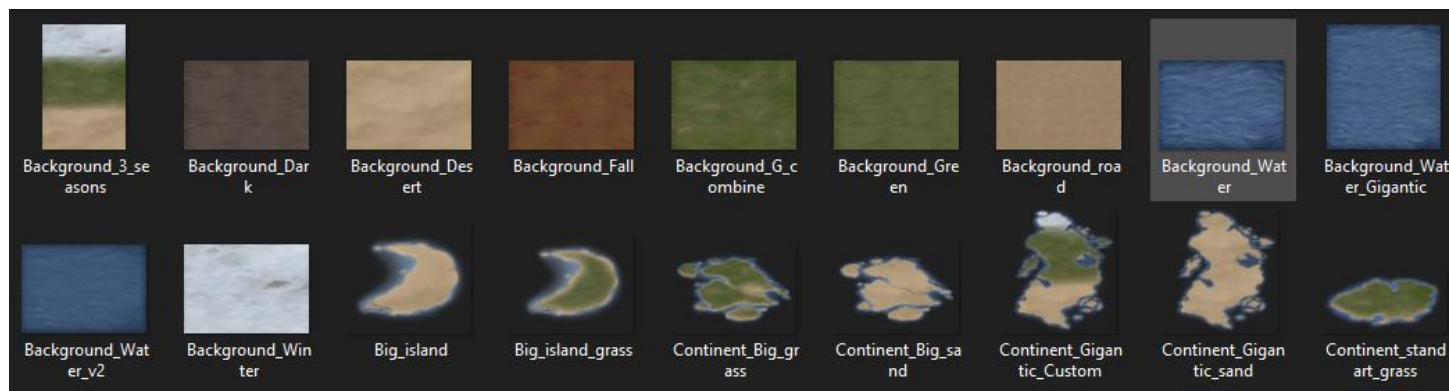 Background_3_se
asons
Background_Dar
k
Background_Des
ert
Background_Fall
Background_G_c
ombine
Background_Gre
en
Background_roa
d
Background_Wat
er
Background_Wat
er_Gigantic
Background_Wat
er_v2
Background_Win
ter
Big_island
Big_island_grass
Continent_Big_gr
ass
Continent_Big_sa
nd
Continent_Gigan
tic_Custom
Continent_Gigan
tic_sand
Continent_stand
art_grass